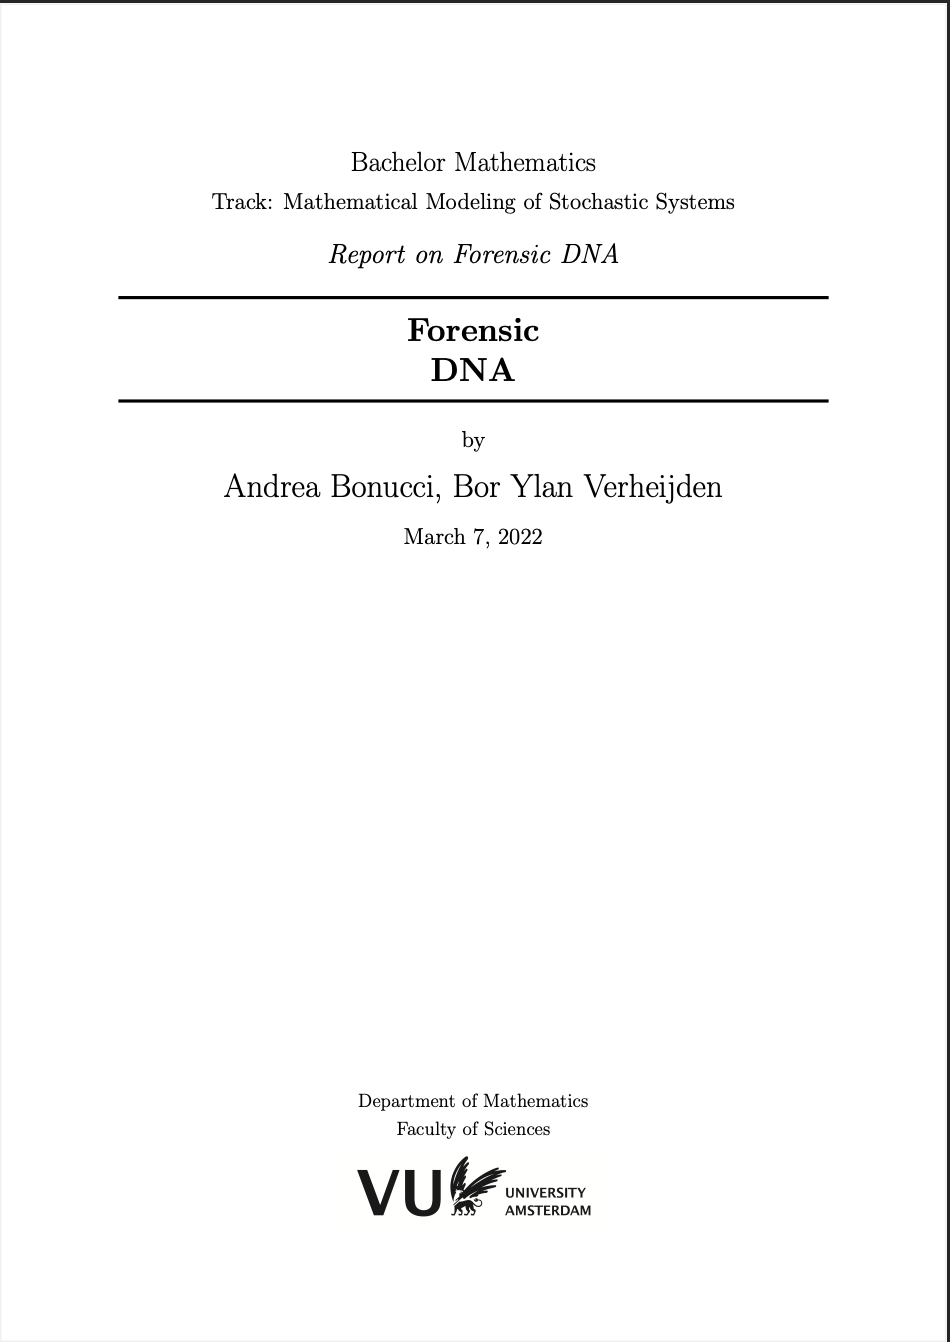 Bachelor Mathematics
Track: Mathematical Modeling of Stochastic Systems
Report on Forensic DNA
Forensic
DNA
by
Andrea Bonucci, Bor Ylan Verheijden
March 7, 2022
Department of Mathematics
Faculty of Sciences
VU UNIVERSITY
AMSTERDAM